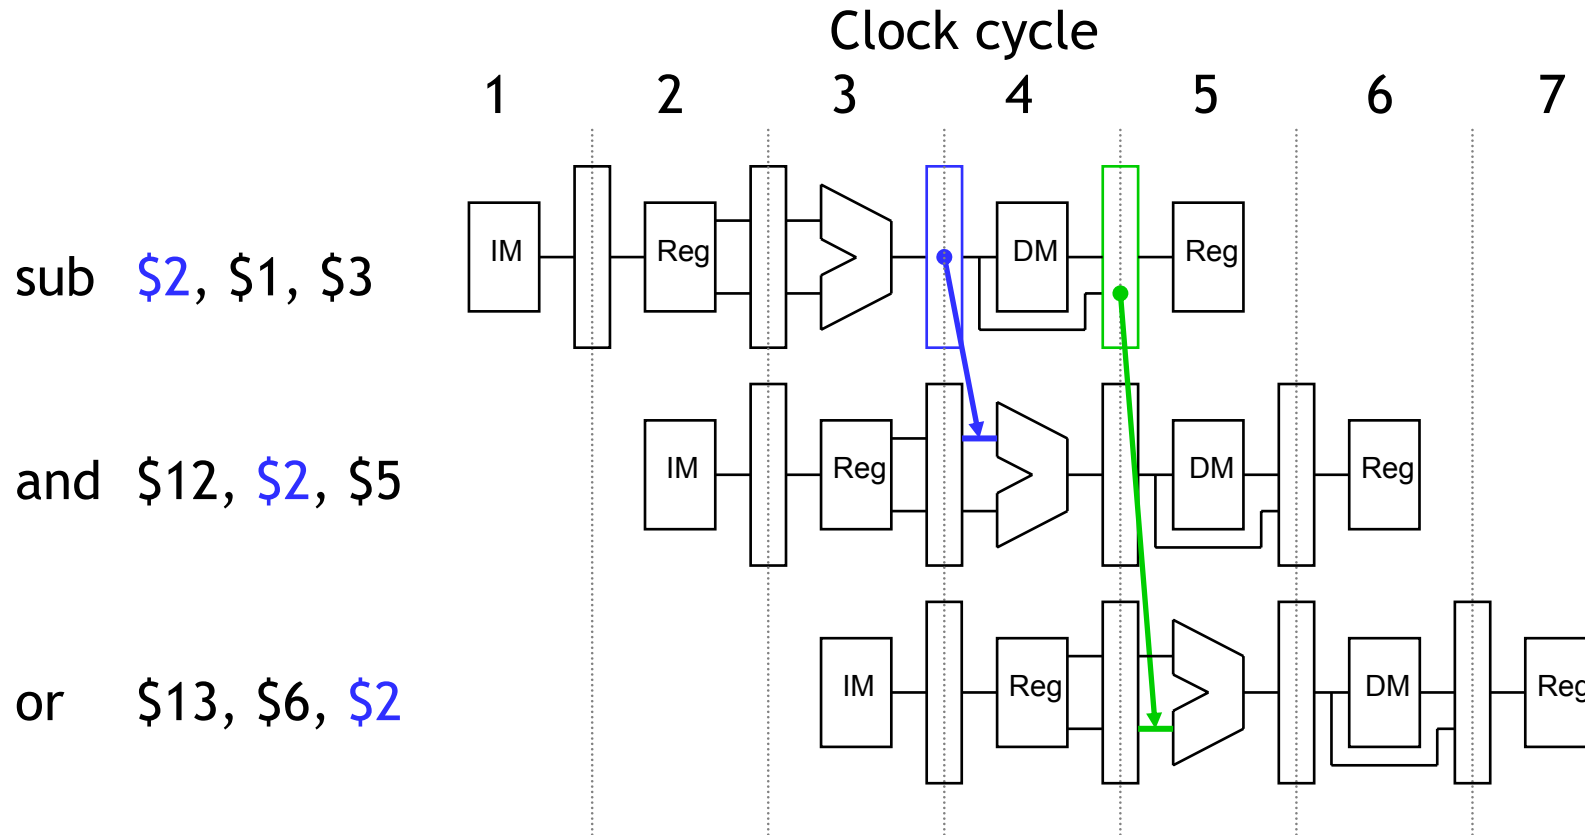 Clock cycle
1 2 3 4 5 6 7
IM Reg DM Reg
sub $2, $1, $3
IM Reg DM Reg
and $12, $2, $5
IM Reg DM Reg
or $13, $6, $2